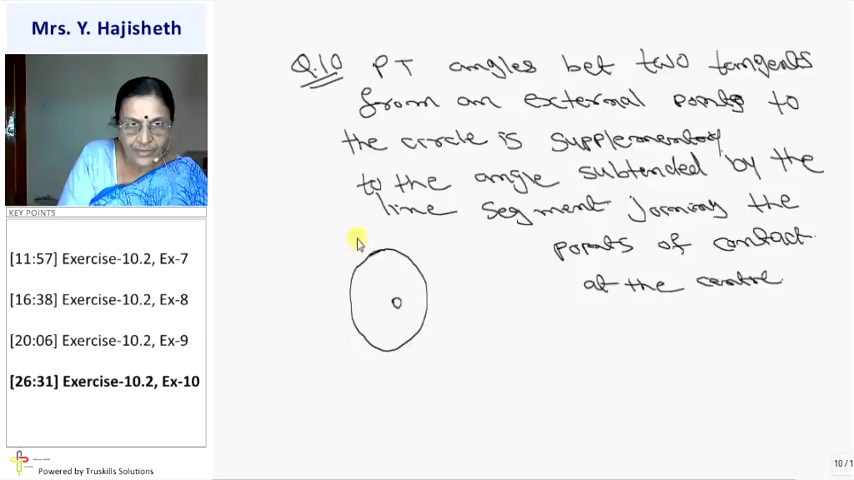 Mrs. Y. Hajisheth
KEY POINTS
[11:57] Exercise-10.2, Ex-7
[16:38] Exercise-10.2, Ex-8
[20:06] Exercise-10.2, Ex-9
[26:31] Exercise-10.2, Ex-10
Powered by Truskills Solutions
Q.10 PT angles bet two tangents
from an external point to
the circle is supplementary
to the angle subtended by the
line segment joining the
points of contact
at the centre
O
10 / 1